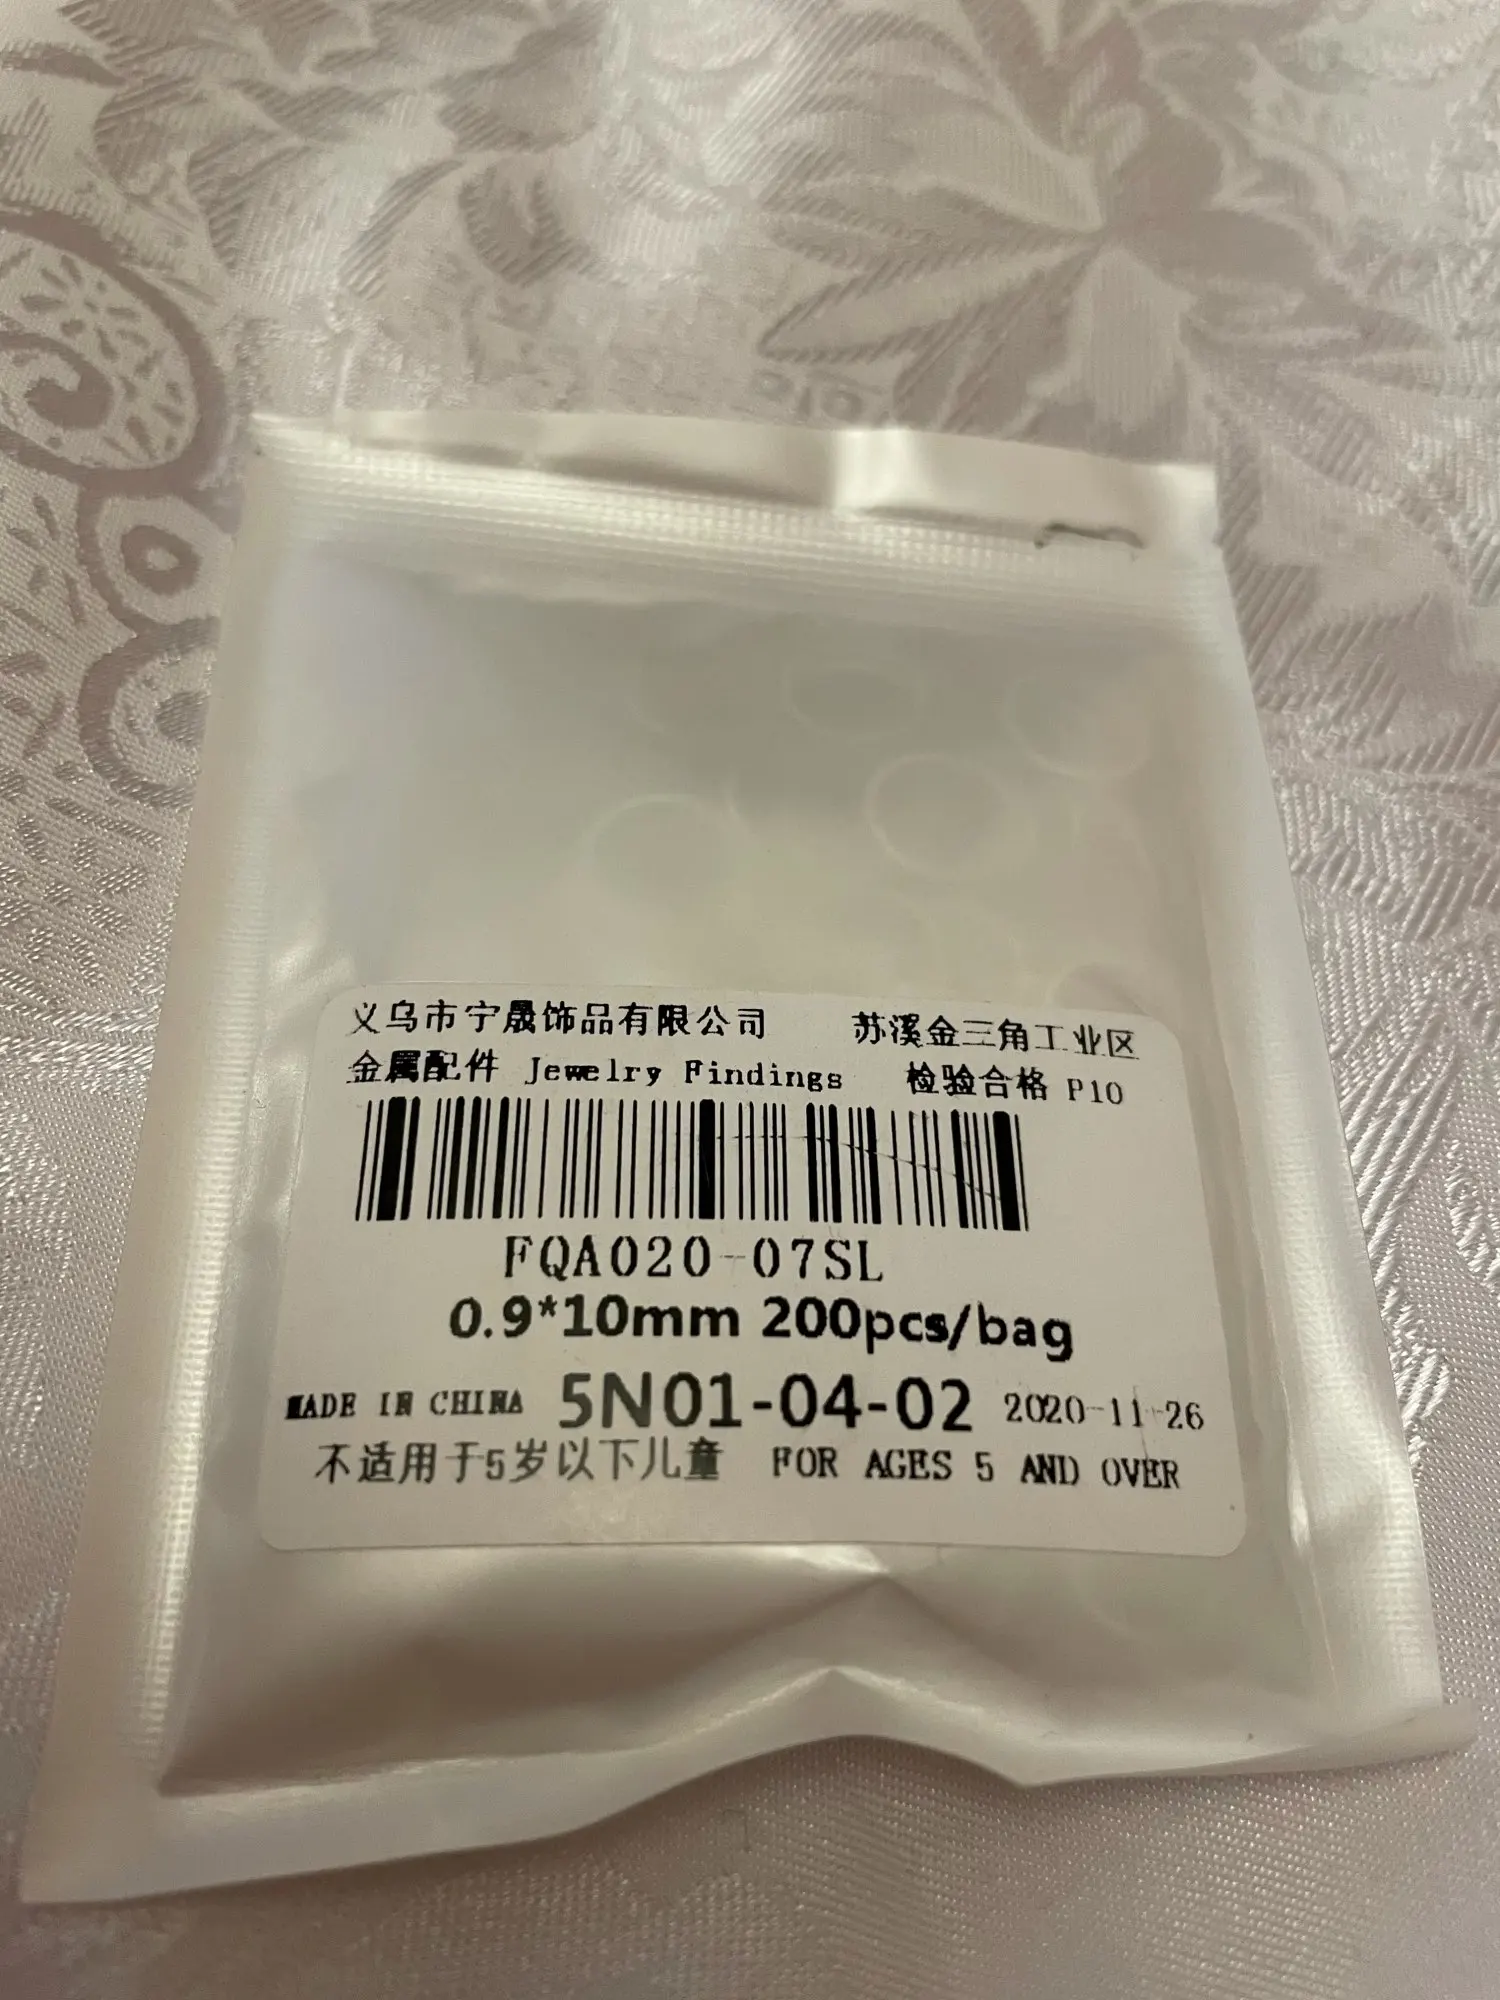 义乌市宁晟饰品有限公司 苏溪金三角工业区
金属配件 Jewelry Findings 检验合格 P10
FQA020-07SL
0.9*10mm 200pcs/bag
MADE IN CHINA 5N01-04-02 2020-11-26
不适用于5岁以下儿童 FOR AGES 5 AND OVER